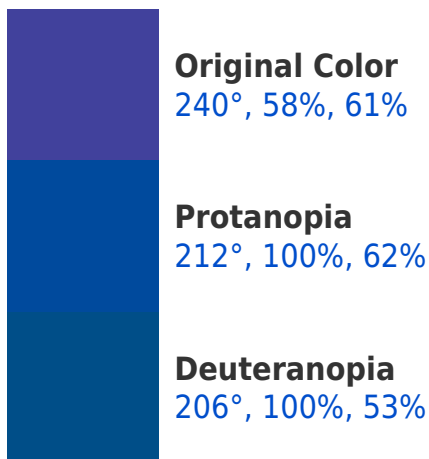 Original Color
240°, 58%, 61%
Protanopia
212°, 100%, 62%
Deuteranopia
206°, 100%, 53%